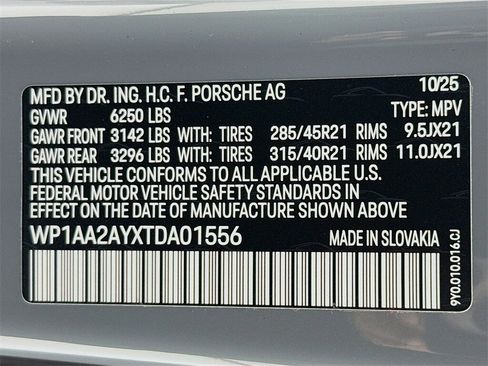 MFD BY DR. ING. H.C. F. PORSCHE AG 10/25
GVWR 6250 LBS TYPE: MPV
GAWR FRONT 3142 LBS WITH: TIRES 285/45R21 RIMS 9.5JX21
GAWR REAR 3296 LBS WITH: TIRES 315/40R21 RIMS 11.0JX21
THIS VEHICLE CONFORMS TO ALL APPLICABLE U.S.
FEDERAL MOTOR VEHICLE SAFETY STANDARDS IN
EFFECT ON THE DATE OF MANUFACTURE SHOWN ABOVE
WP1AA2AYXTDA01556 MADE IN SLOVAKIA
9Y0.010.016.CJ